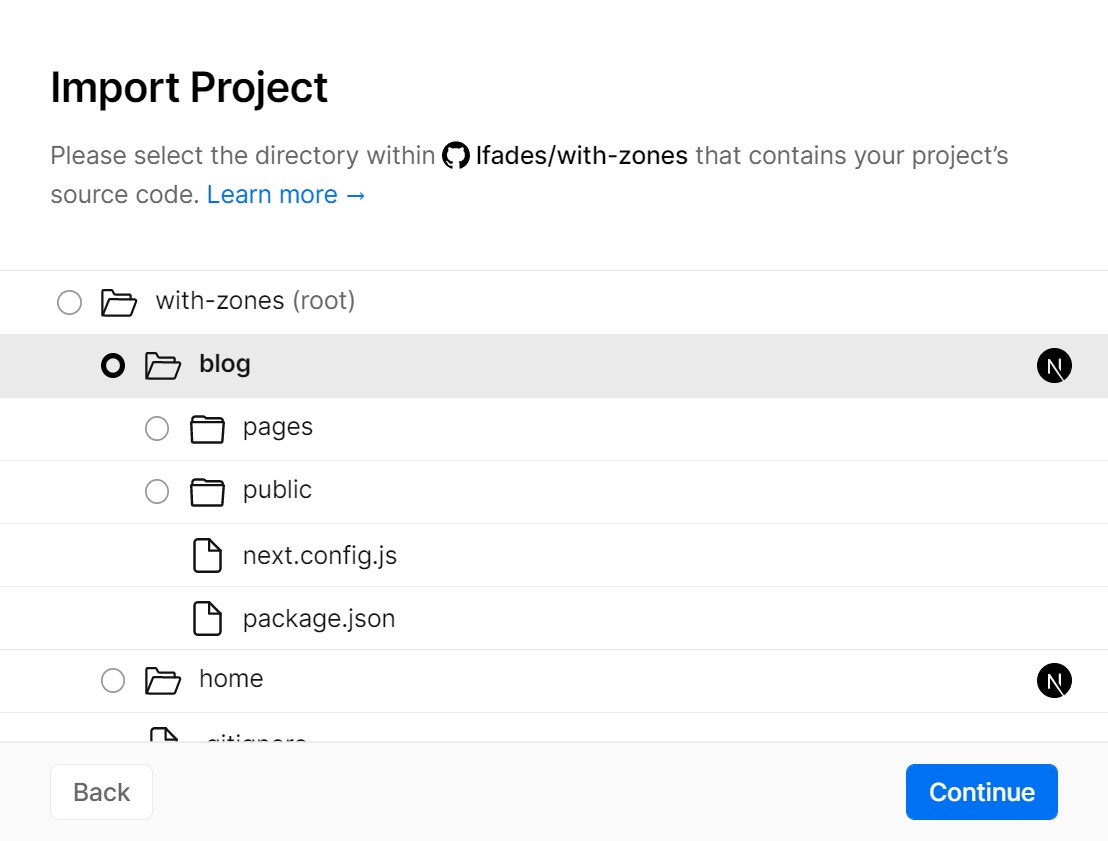 Import Project
Please select the directory within lfades/with-zones that contains your project’s
source code. Learn more →
with-zones (root)
blog
N
pages
public
next.config.js
package.json
home
N
.gitignore
Back
Continue